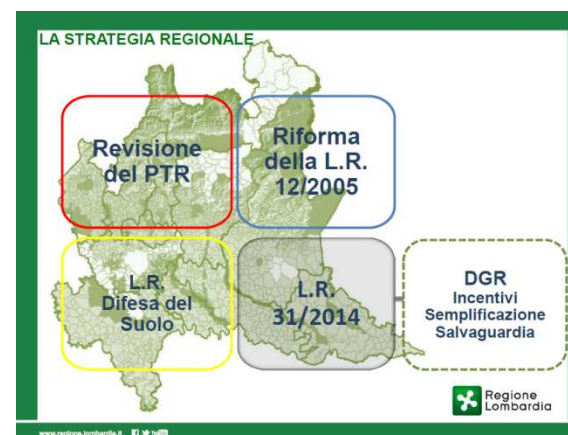 LA STRATEGIA REGIONALE
Revisione
del PTR
Riforma
della L.R.
12/2005
L.R.
Difesa del
Suolo
L.R.
31/2014
DGR
Incentivi
Semplificazione
Salvaguardia
Regione
Lombardia
www.regione.lombardia.it